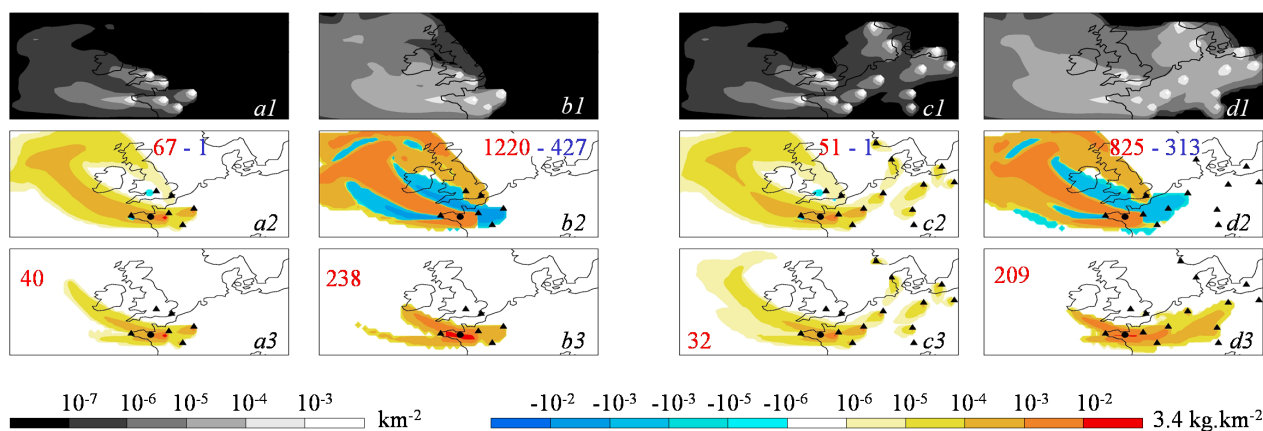 a1 b1 c1 d1
67 - 1 1220 - 427 51 - 1 825 - 313
a2 b2 c2 d2
40 238 32 209
a3 b3 c3 d3
10-7 10-6 10-5 10-4 10-3 km-2
-10-2 -10-3 -10-3 -10-5 -10-6 10-6 10-5 10-4 10-3 10-2 3.4 kg.km-2